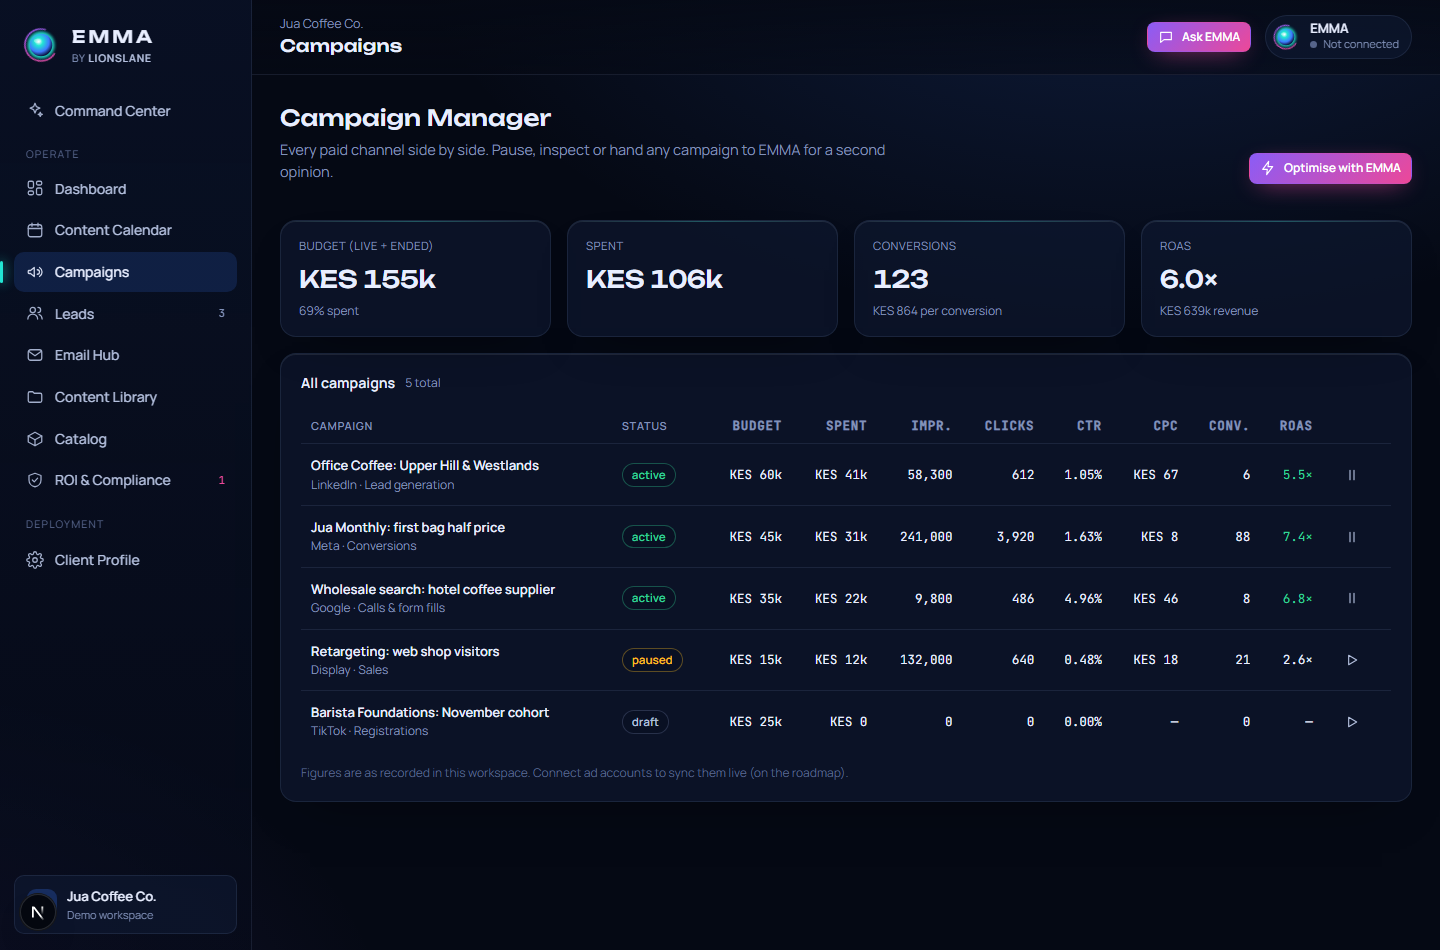 EMMA
BY LIONSLANE
Command Center
OPERATE
Dashboard
Content Calendar
Campaigns
Leads 3
Email Hub
Content Library
Catalog
ROI & Compliance 1
DEPLOYMENT
Client Profile
N
Jua Coffee Co.
Demo workspace
Jua Coffee Co.
Campaigns
Ask EMMA
EMMA
Not connected
Campaign Manager
Every paid channel side by side. Pause, inspect or hand any campaign to EMMA for a second
opinion.
Optimise with EMMA
BUDGET (LIVE + ENDED)
KES 155k
69% spent
SPENT
KES 106k
CONVERSIONS
123
KES 864 per conversion
ROAS
6.0×
KES 639k revenue
All campaigns 5 total
CAMPAIGN STATUS BUDGET SPENT IMPR. CLICKS CTR CPC CONV. ROAS
Office Coffee: Upper Hill & Westlands
LinkedIn · Lead generation
active KES 60k KES 41k 58,300 612 1.05% KES 67 6 5.5×
Jua Monthly: first bag half price
Meta · Conversions
active KES 45k KES 31k 241,000 3,920 1.63% KES 8 88 7.4×
Wholesale search: hotel coffee supplier
Google · Calls & form fills
active KES 35k KES 22k 9,800 486 4.96% KES 46 8 6.8×
Retargeting: web shop visitors
Display · Sales
paused KES 15k KES 12k 132,000 640 0.48% KES 18 21 2.6×
Barista Foundations: November cohort
TikTok · Registrations
draft KES 25k KES 0 0 0 0.00% — 0 —
Figures are as recorded in this workspace. Connect ad accounts to sync them live (on the roadmap).